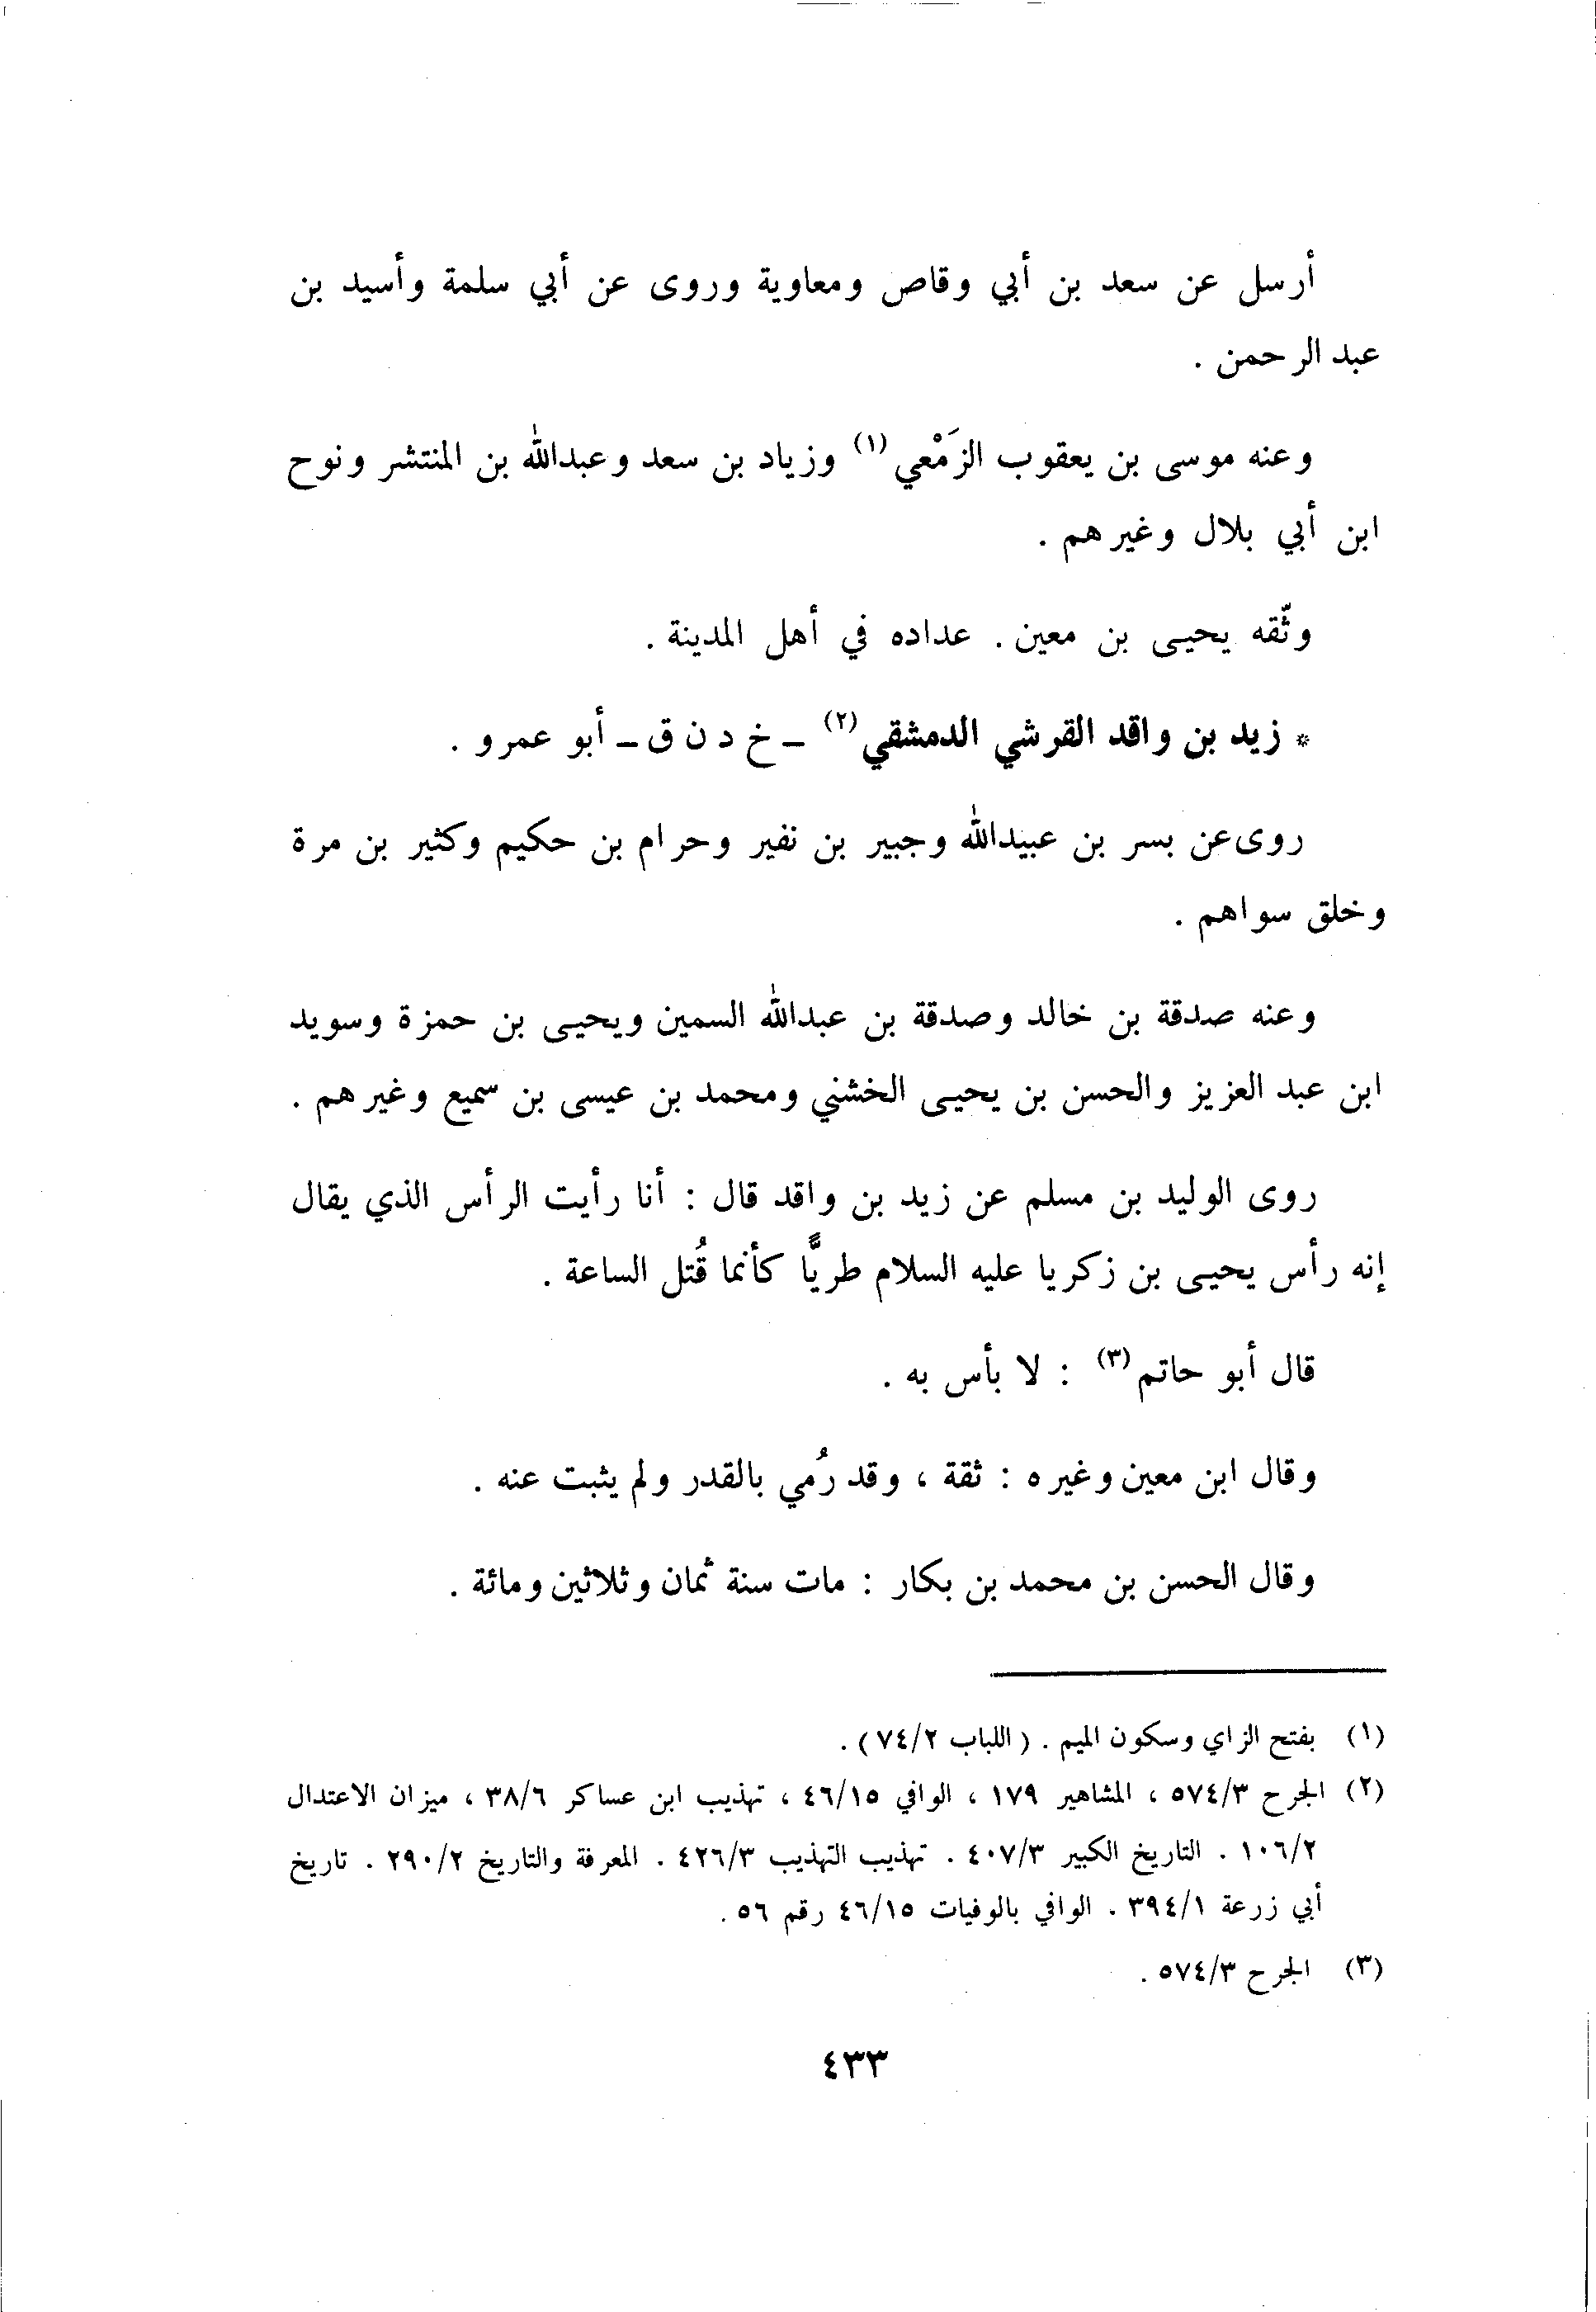 أرسل عن سعد بن أبي وقاص ومعاوية وروى عن أبي سلمة وأسيد بن
عبد الرحمن .
وعنه موسى بن يعقوب الزَمْعي (١) وزياد بن سعد وعبدالله بن المنتشر ونوح
ابن أبي بلال وغيرهم .
وثّقه يحيى بن معين . عداده في أهل المدينة .
* زيد بن واقد القرشي الدمشقي (٢) – خ د ن ق – أبو عمرو .
روى عن بسر بن عبيدالله وجبير بن نفير وحرام بن حكيم وكثير بن مرة
وخلق سواهم .
وعنه صدقة بن خالد وصدقة بن عبدالله السمين ويحيى بن حمزة وسويد
ابن عبد العزيز والحسن بن يحيى الخشني ومحمد بن عيسى بن سميع وغيرهم .
روى الوليد بن مسلم عن زيد بن واقد قال : أنا رأيت الرأس الذي يقال
إنه رأس يحيى بن زكريا عليه السلام طريًّا كأنما قُتل الساعة .
قال أبو حاتم (٣) : لا بأس به .
وقال ابن معين وغيره : ثقة ، وقد رُمي بالقدر ولم يثبت عنه .
وقال الحسن بن محمد بن بكار : مات سنة ثمان وثلاثين ومائة .
(١) بفتح الزاي وسكون الميم . ( اللباب ٧٤/٢ ) .
(٢) الجرح ٥٧٤/٣ ، المشاهير ١٧٩ ، الوافي ٤٦/١٥ ، تهذيب ابن عساكر ٣٨/٦ ، ميزان الاعتدال
١٠٦/٢ . التاريخ الكبير ٤٠٧/٣ . تهذيب التهذيب ٤٢٦/٣ . المعرفة والتاريخ ٢٩٠/٢ . تاريخ
أبي زرعة ٣٩٤/١ . الوافي بالوفيات ٤٦/١٥ رقم ٥٦ .
(٣) الجرح ٥٧٤/٣ .
٤٣٣